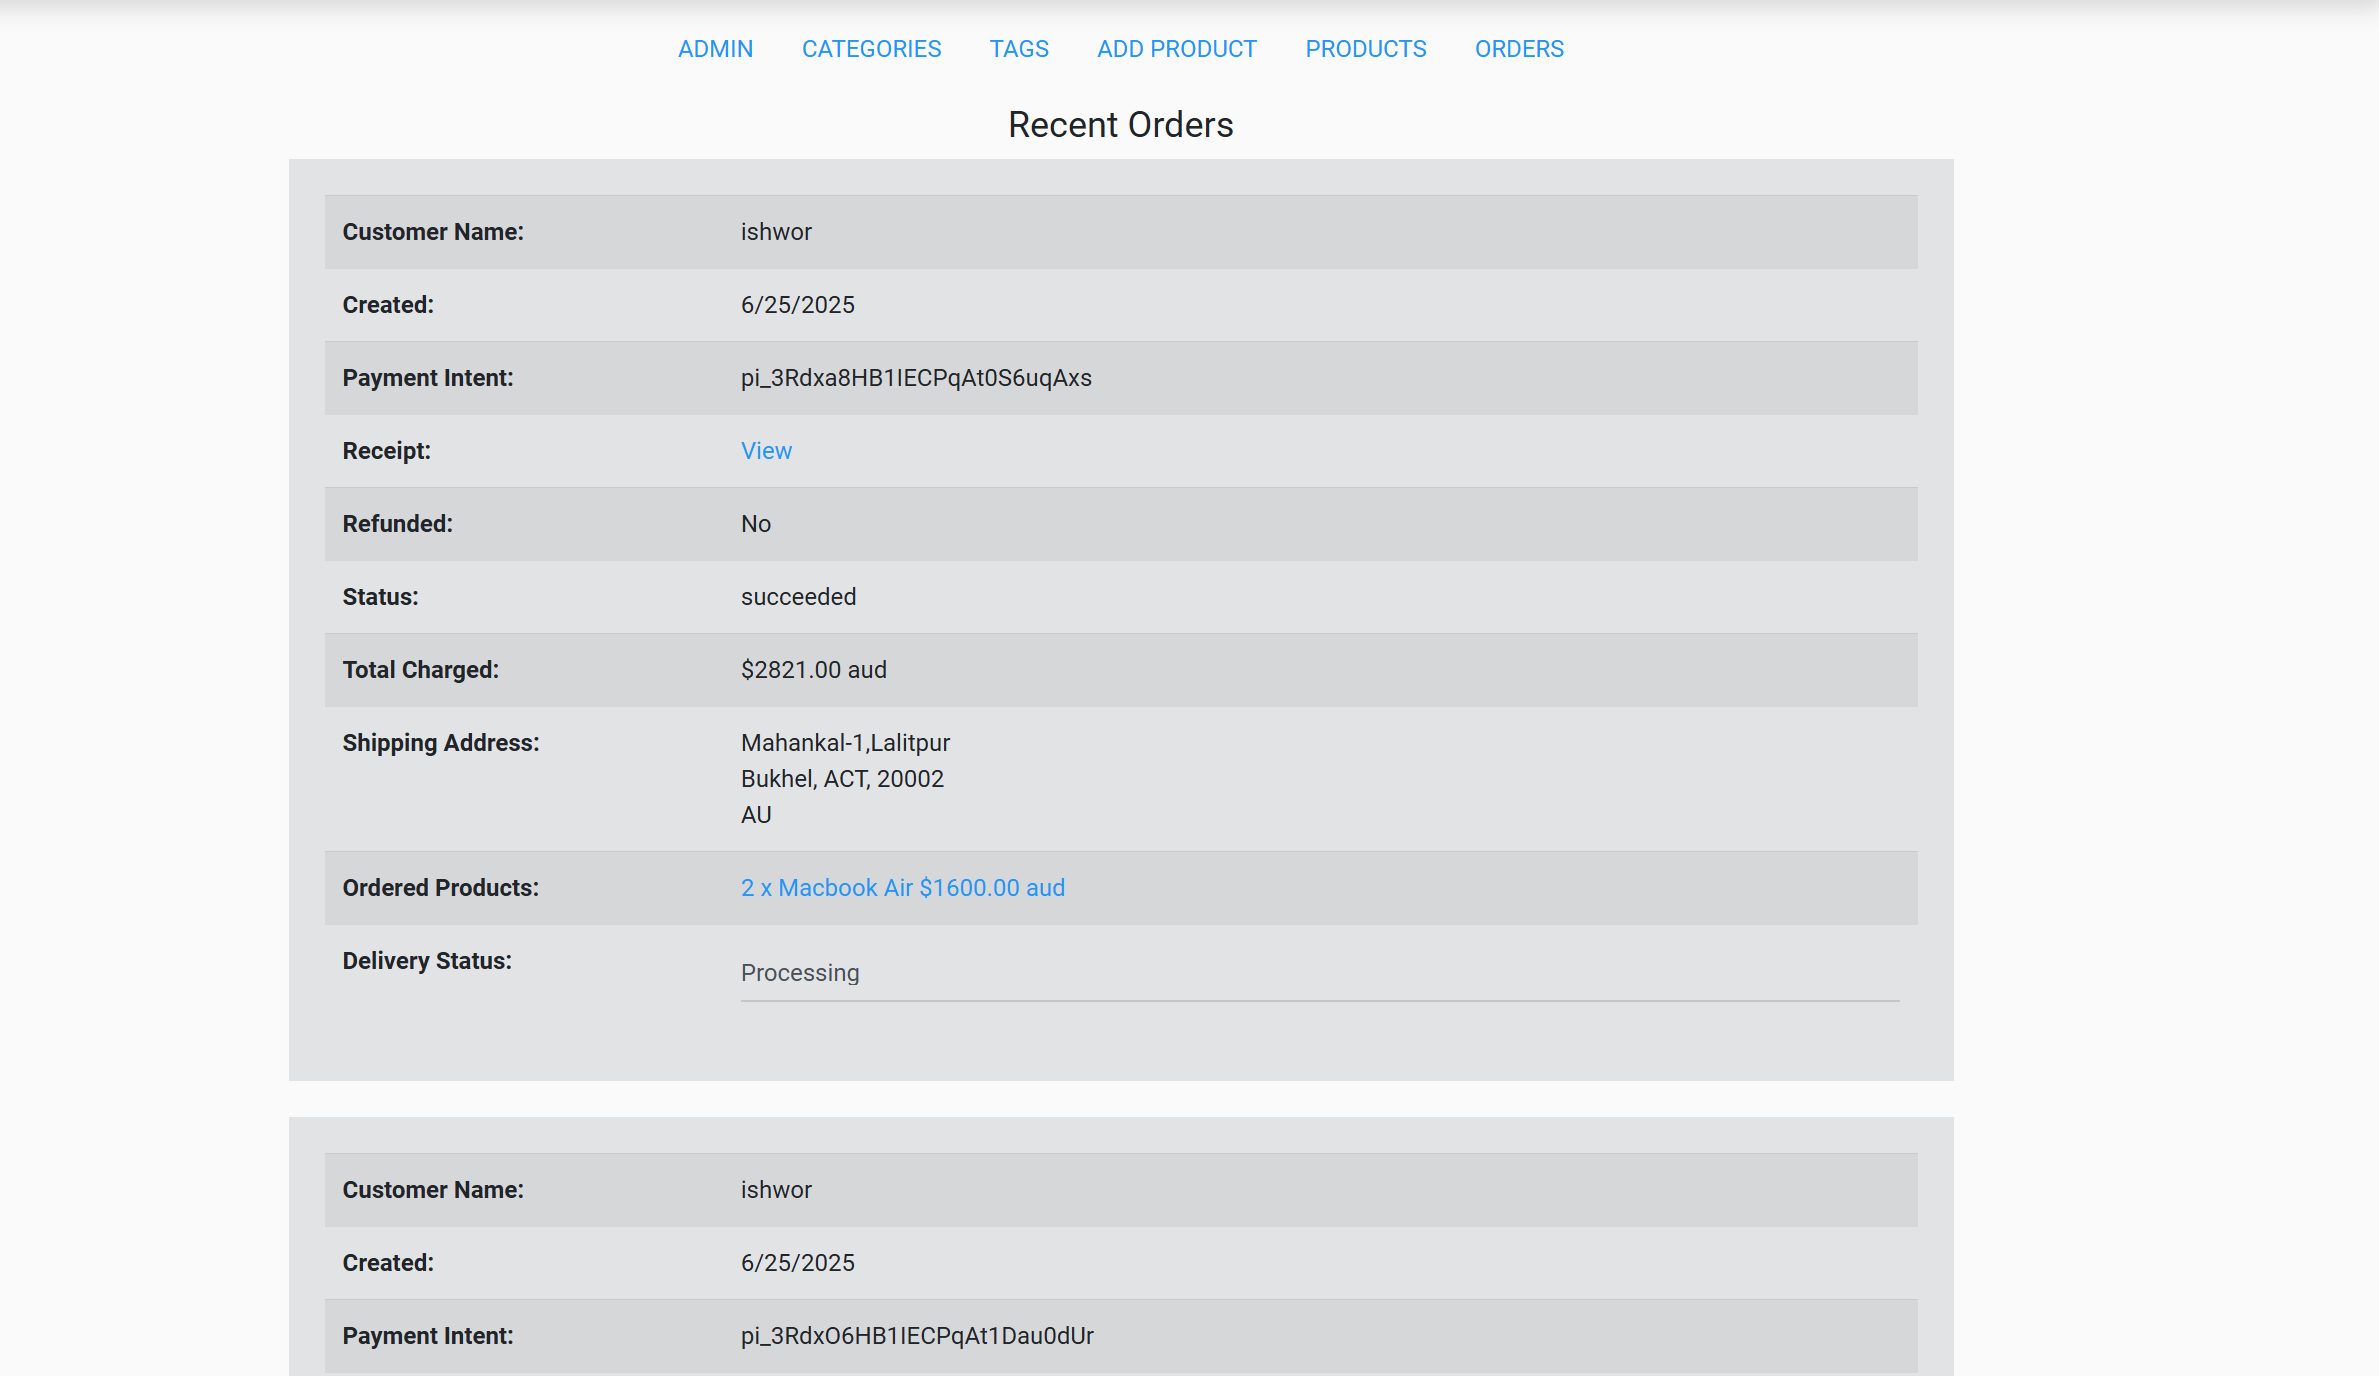 ADMIN CATEGORIES TAGS ADD PRODUCT PRODUCTS ORDERS
Recent Orders
Customer Name: ishwor
Created: 6/25/2025
Payment Intent: pi_3Rdxa8HB1IECPqAt0S6uqAxs
Receipt: View
Refunded: No
Status: succeeded
Total Charged: $2821.00 aud
Shipping Address: Mahankal-1,Lalitpur
Bukhel, ACT, 20002
AU
Ordered Products: 2 x Macbook Air $1600.00 aud
Delivery Status: Processing
Customer Name: ishwor
Created: 6/25/2025
Payment Intent: pi_3RdxO6HB1IECPqAt1Dau0dUr